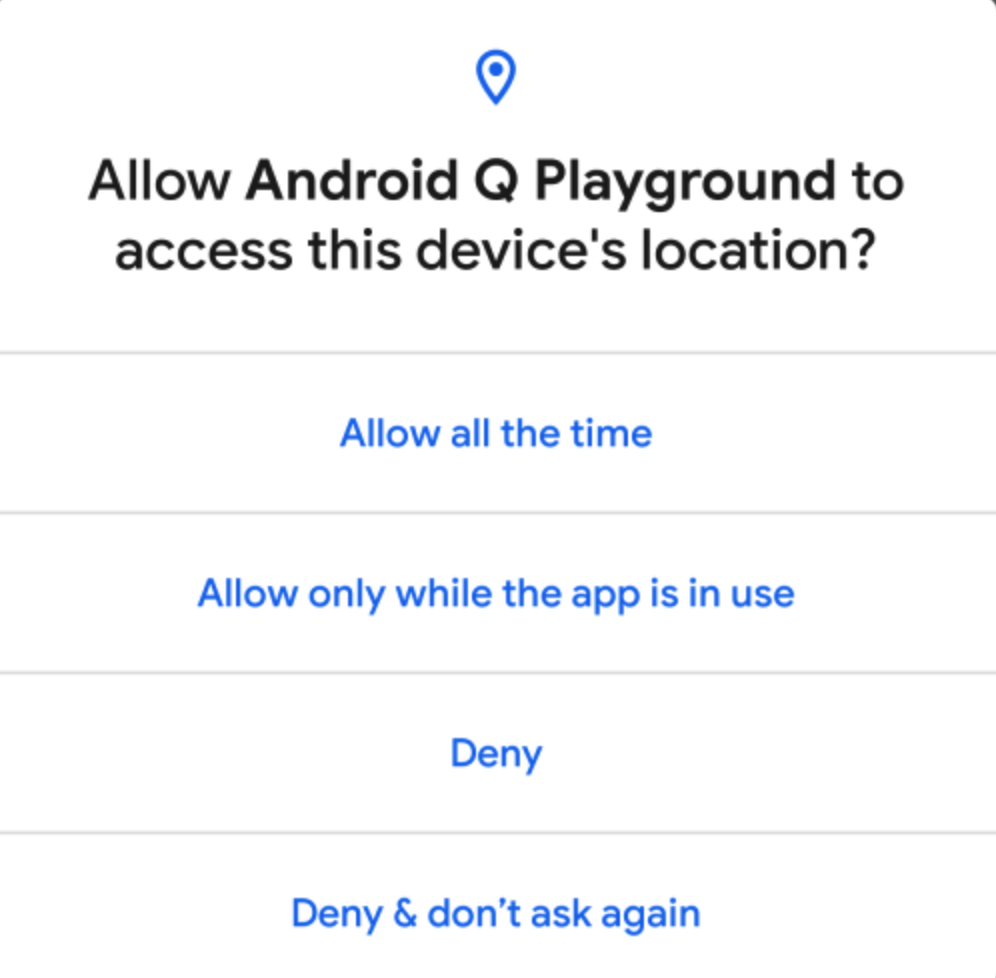 Allow Android Q Playground to
access this device's location?
Allow all the time
Allow only while the app is in use
Deny
Deny & don’t ask again